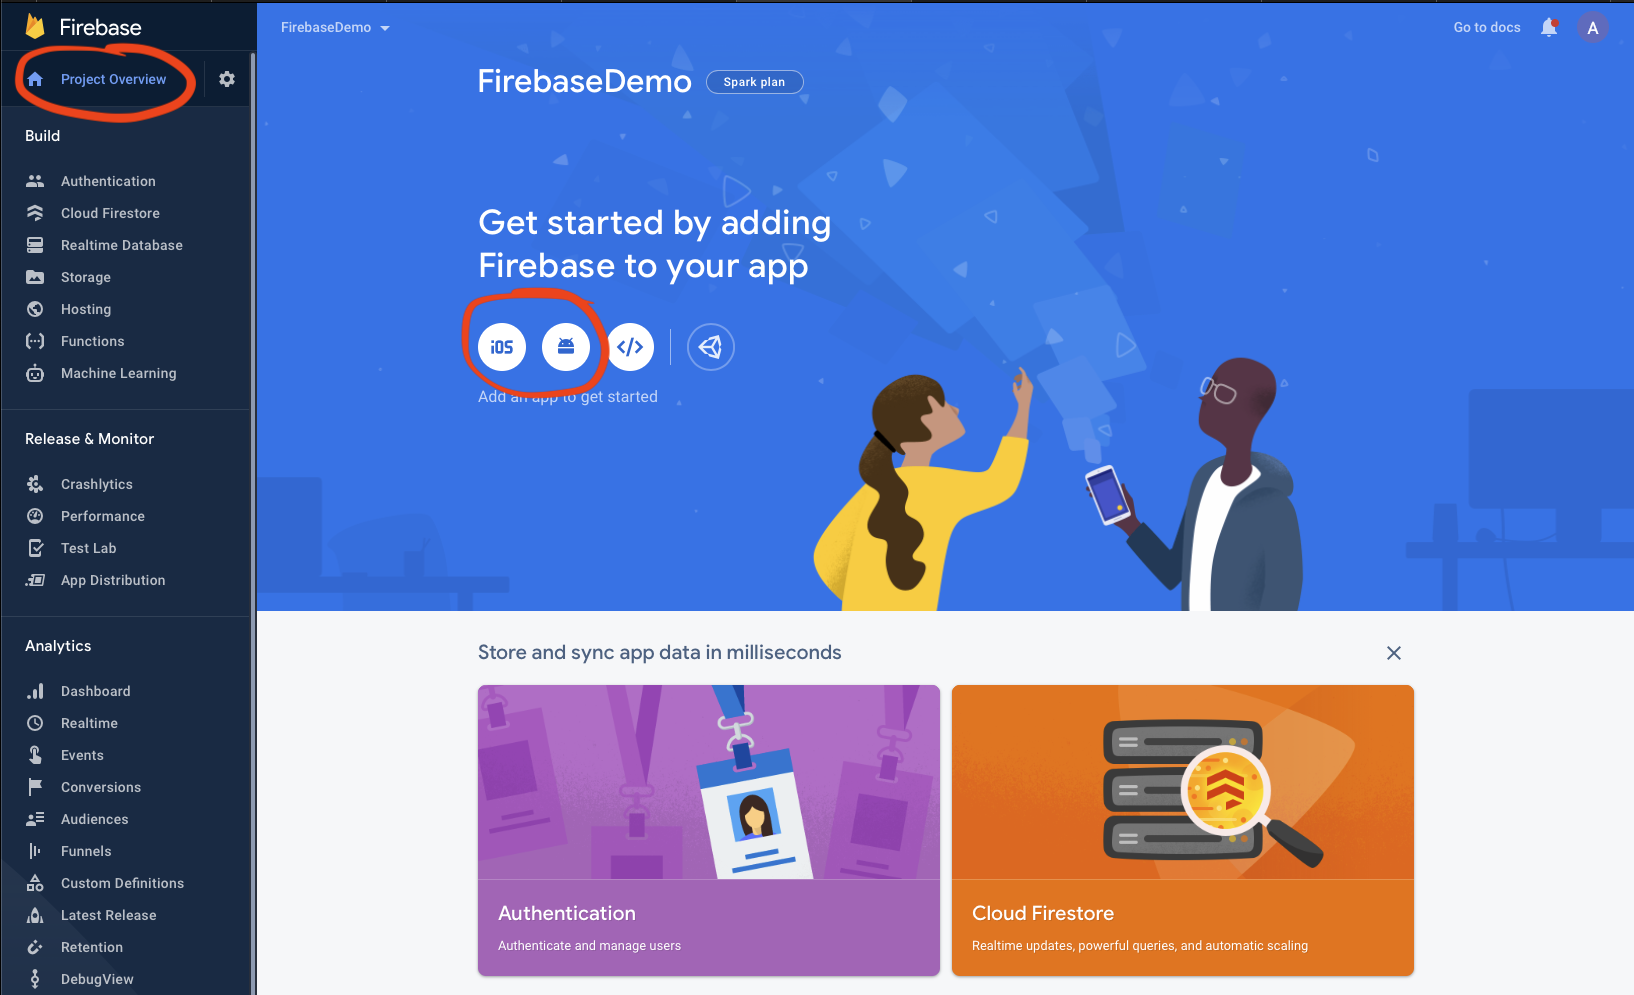 Firebase
Project Overview
Build
Authentication
Cloud Firestore
Realtime Database
Storage
Hosting
Functions
Machine Learning
Release & Monitor
Crashlytics
Performance
Test Lab
App Distribution
Analytics
Dashboard
Realtime
Events
Conversions
Audiences
Funnels
Custom Definitions
Latest Release
Retention
DebugView
FirebaseDemo
Go to docs
A
FirebaseDemo
Spark plan
Get started by adding
Firebase to your app
iOS
</>
Add an app to get started
Store and sync app data in milliseconds
Authentication
Authenticate and manage users
Cloud Firestore
Realtime updates, powerful queries, and automatic scaling